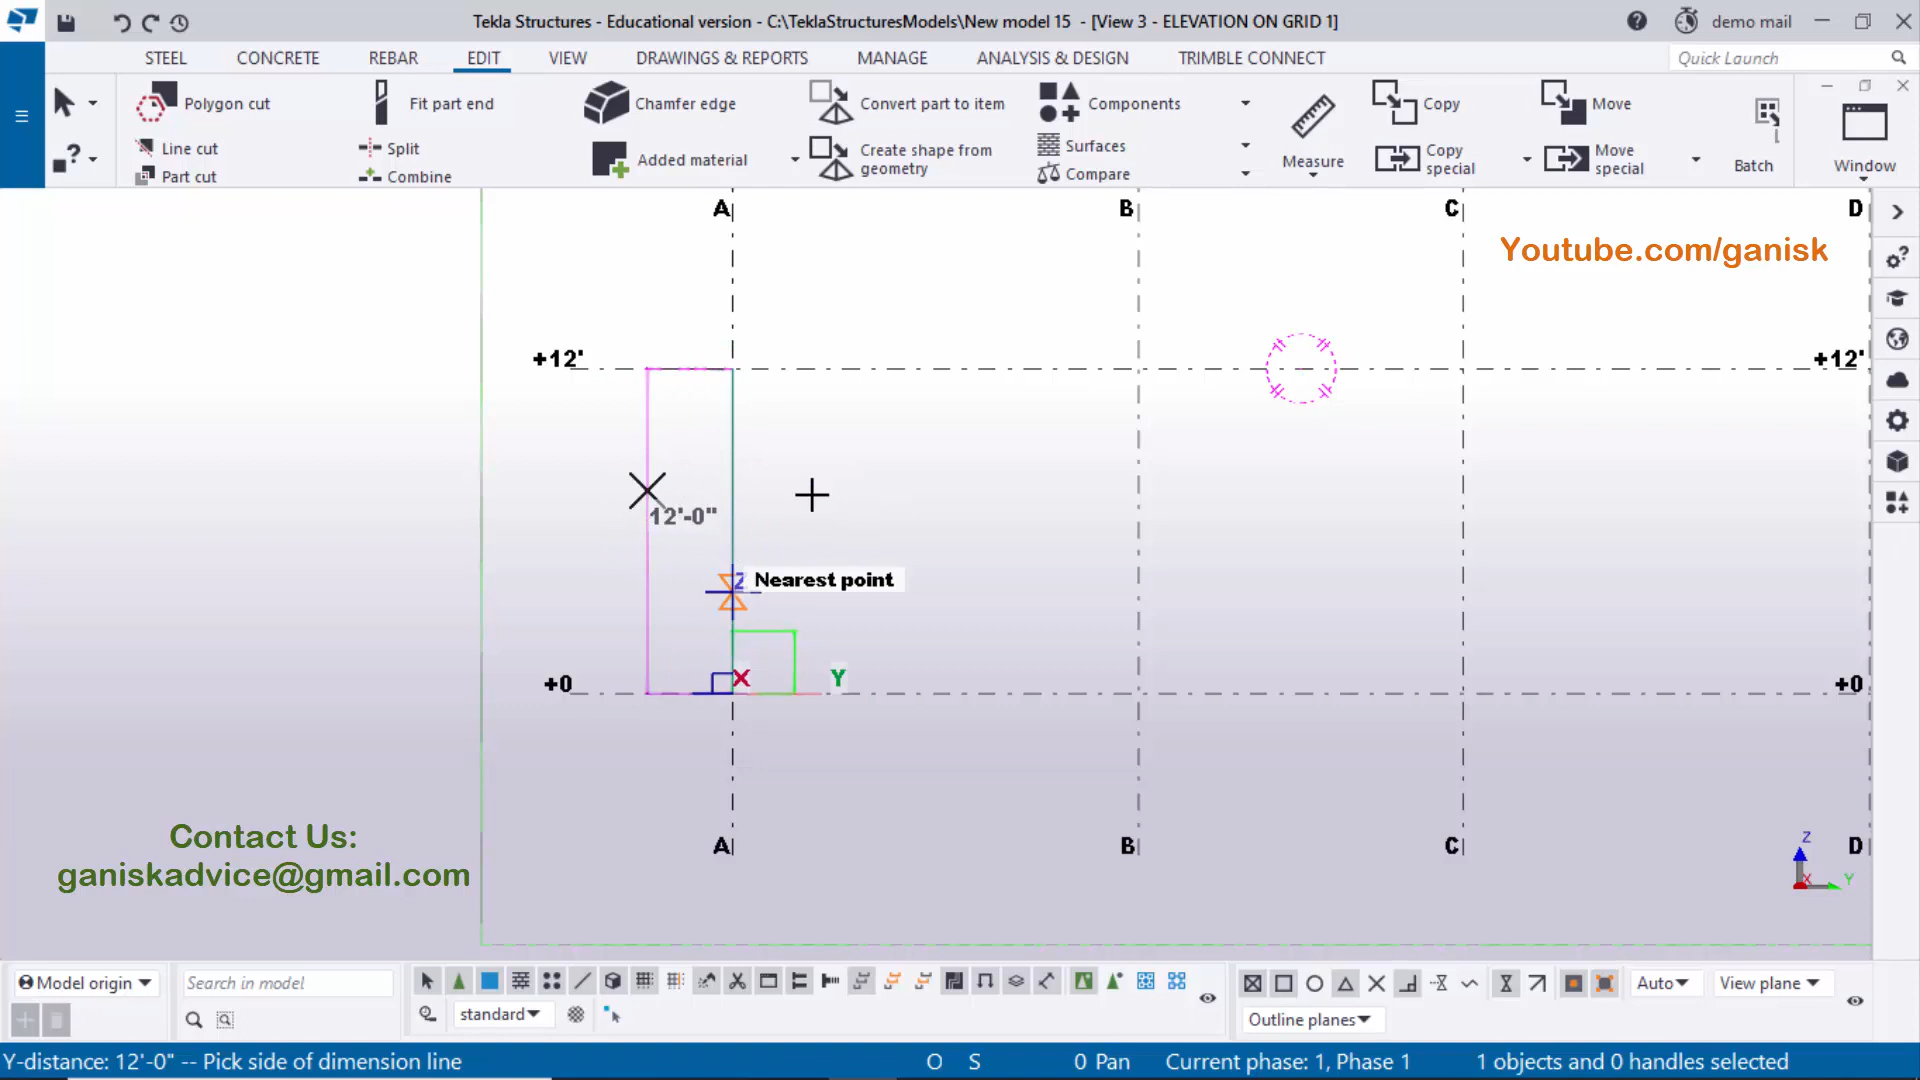 Tekla Structures - Educational version - C:\TeklaStructuresModels\New model 15 - [View 3 - ELEVATION ON GRID 1]
demo mail
STEEL CONCRETE REBAR EDIT VIEW DRAWINGS & REPORTS MANAGE ANALYSIS & DESIGN TRIMBLE CONNECT
Quick Launch
Polygon cut
Fit part end
Chamfer edge
Convert part to item
Components
Copy
Move
Line cut
Split
Added material
Create shape from geometry
Surfaces
Measure
Copy special
Move special
Batch
Window
Part cut
Combine
Compare
A B C D
Youtube.com/ganisk
+12' +12'
12'-0"
Z Nearest point
X Y
+0 +0
Contact Us:
ganiskadvice@gmail.com
A B C D
Z
X Y
Model origin
Search in model
standard
Auto
View plane
Outline planes
Y-distance: 12'-0" -- Pick side of dimension line
O S 0 Pan Current phase: 1, Phase 1 1 objects and 0 handles selected